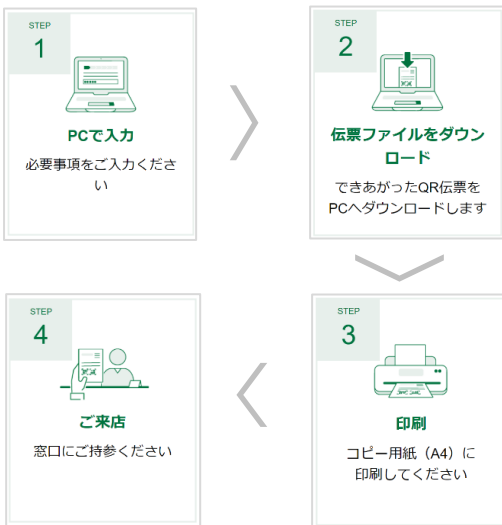 STEP
1
PCで入力
必要事項をご入力くださ
い
STEP
2
伝票ファイルをダウン
ロード
できあがったQR伝票を
PCへダウンロードします
STEP
3
印刷
コピー用紙（A4）に
印刷してください
STEP
4
ご来店
窓口にご持参ください